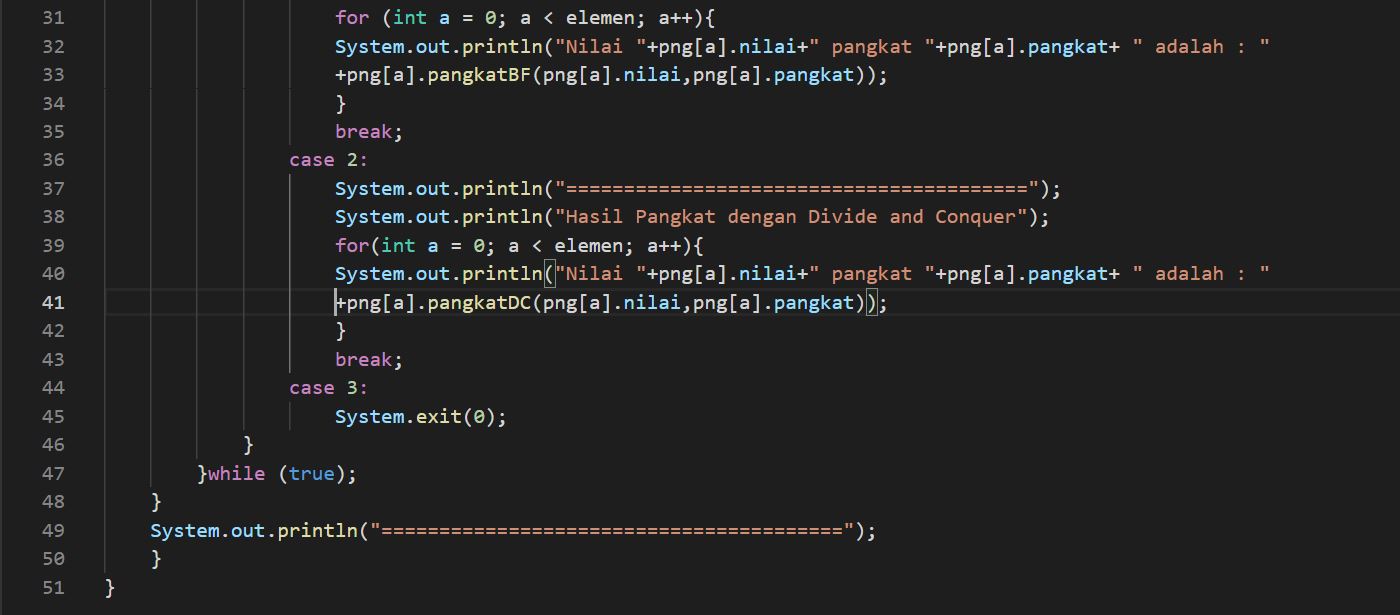 31 for (int a = 0; a < elemen; a++){
32 System.out.println("Nilai "+png[a].nilai+" pangkat "+png[a].pangkat+ " adalah : "
33 +png[a].pangkatBF(png[a].nilai,png[a].pangkat));
34 }
35 break;
36 case 2:
37 System.out.println("========================================");
38 System.out.println("Hasil Pangkat dengan Divide and Conquer");
39 for(int a = 0; a < elemen; a++){
40 System.out.println("Nilai "+png[a].nilai+" pangkat "+png[a].pangkat+ " adalah : "
41 +png[a].pangkatDC(png[a].nilai,png[a].pangkat));
42 }
43 break;
44 case 3:
45 System.exit(0);
46 }
47 }while (true);
48 }
49 System.out.println("========================================");
50 }
51 }